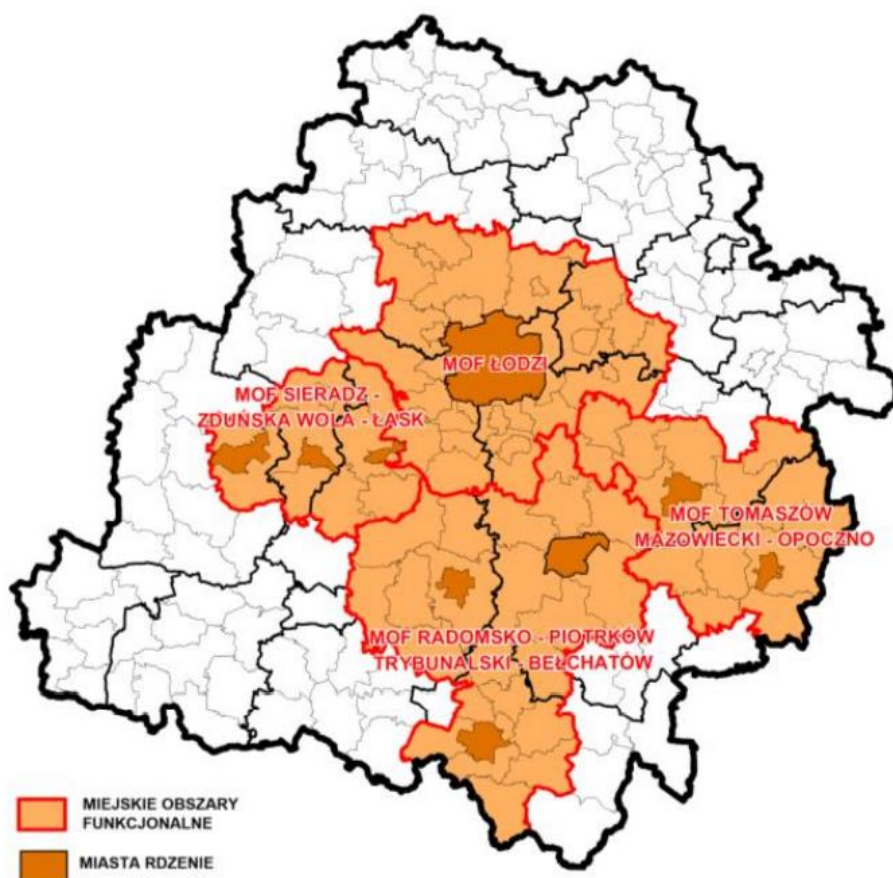 MOF ŁODZI
MOF SIERADZ -
ZDUŃSKA WOLA - ŁASK
MOF TOMASZÓW
MAZOWIECKI - OPOCZNO
MOF RADOMSKO - PIOTRKÓW
TRYBUNALSKI - BEŁCHATÓW
MIEJSKIE OBSZARY
FUNKCJONALNE
MIASTA RDZENIE